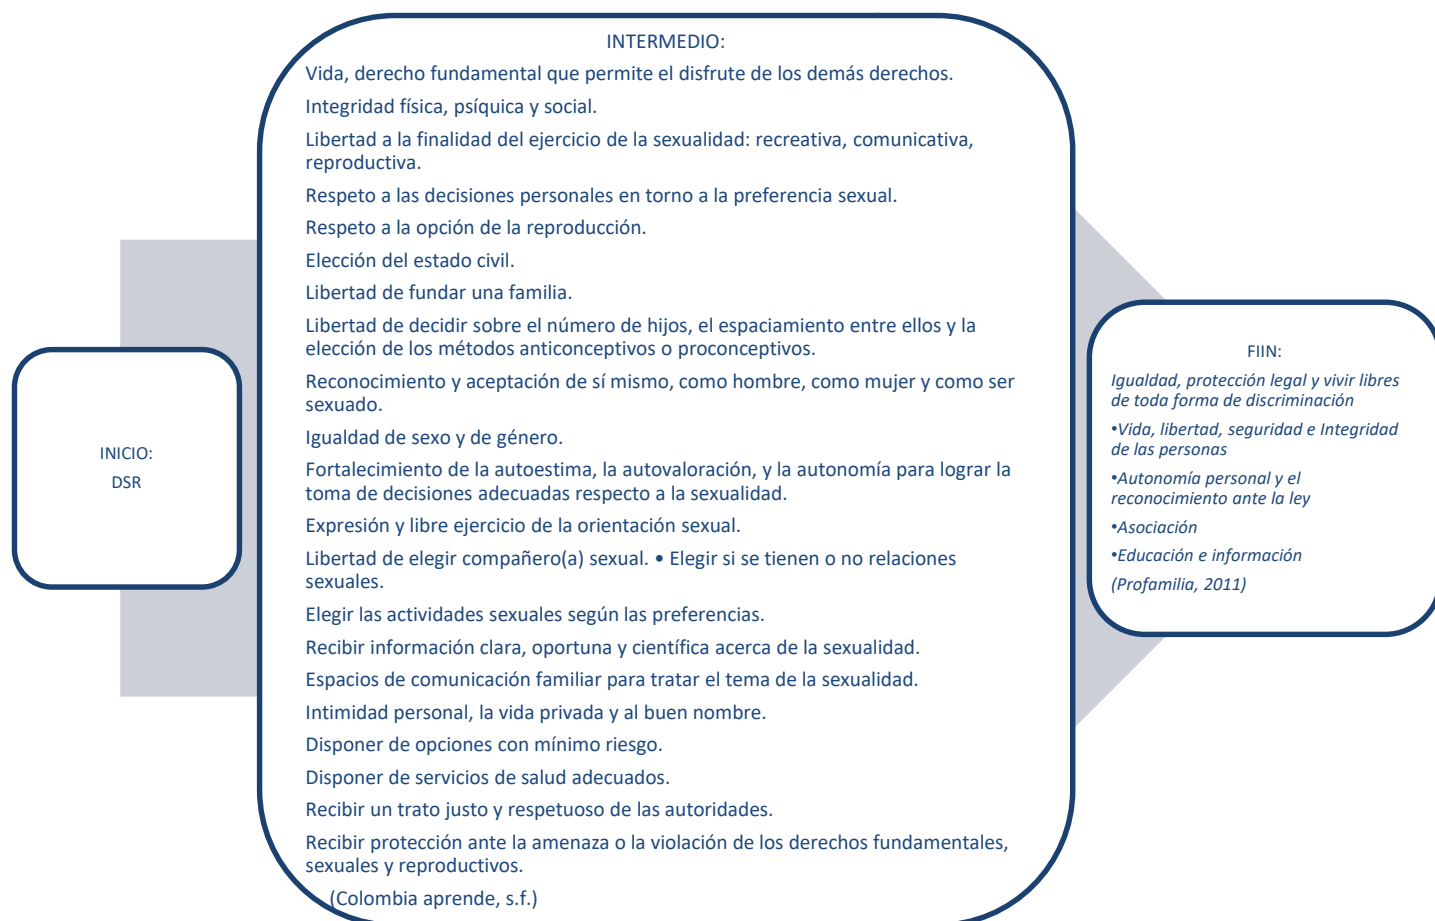 INICIO:
DSR
INTERMEDIO:
Vida, derecho fundamental que permite el disfrute de los demás derechos.
Integridad física, psíquica y social.
Libertad a la finalidad del ejercicio de la sexualidad: recreativa, comunicativa,
reproductiva.
Respeto a las decisiones personales en torno a la preferencia sexual.
Respeto a la opción de la reproducción.
Elección del estado civil.
Libertad de fundar una familia.
Libertad de decidir sobre el número de hijos, el espaciamiento entre ellos y la
elección de los métodos anticonceptivos o proconceptivos.
Reconocimiento y aceptación de sí mismo, como hombre, como mujer y como ser
sexuado.
Igualdad de sexo y de género.
Fortalecimiento de la autoestima, la autovaloración, y la autonomía para lograr la
toma de decisiones adecuadas respecto a la sexualidad.
Expresión y libre ejercicio de la orientación sexual.
Libertad de elegir compañero(a) sexual. • Elegir si se tienen o no relaciones
sexuales.
Elegir las actividades sexuales según las preferencias.
Recibir información clara, oportuna y científica acerca de la sexualidad.
Espacios de comunicación familiar para tratar el tema de la sexualidad.
Intimidad personal, la vida privada y al buen nombre.
Disponer de opciones con mínimo riesgo.
Disponer de servicios de salud adecuados.
Recibir un trato justo y respetuoso de las autoridades.
Recibir protección ante la amenaza o la violación de los derechos fundamentales,
sexuales y reproductivos.
(Colombia aprende, s.f.)
FIIN:
Igualdad, protección legal y vivir libres
de toda forma de discriminación
•Vida, libertad, seguridad e Integridad
de las personas
•Autonomía personal y el
reconocimiento ante la ley
•Asociación
•Educación e información
(Profamilia, 2011)